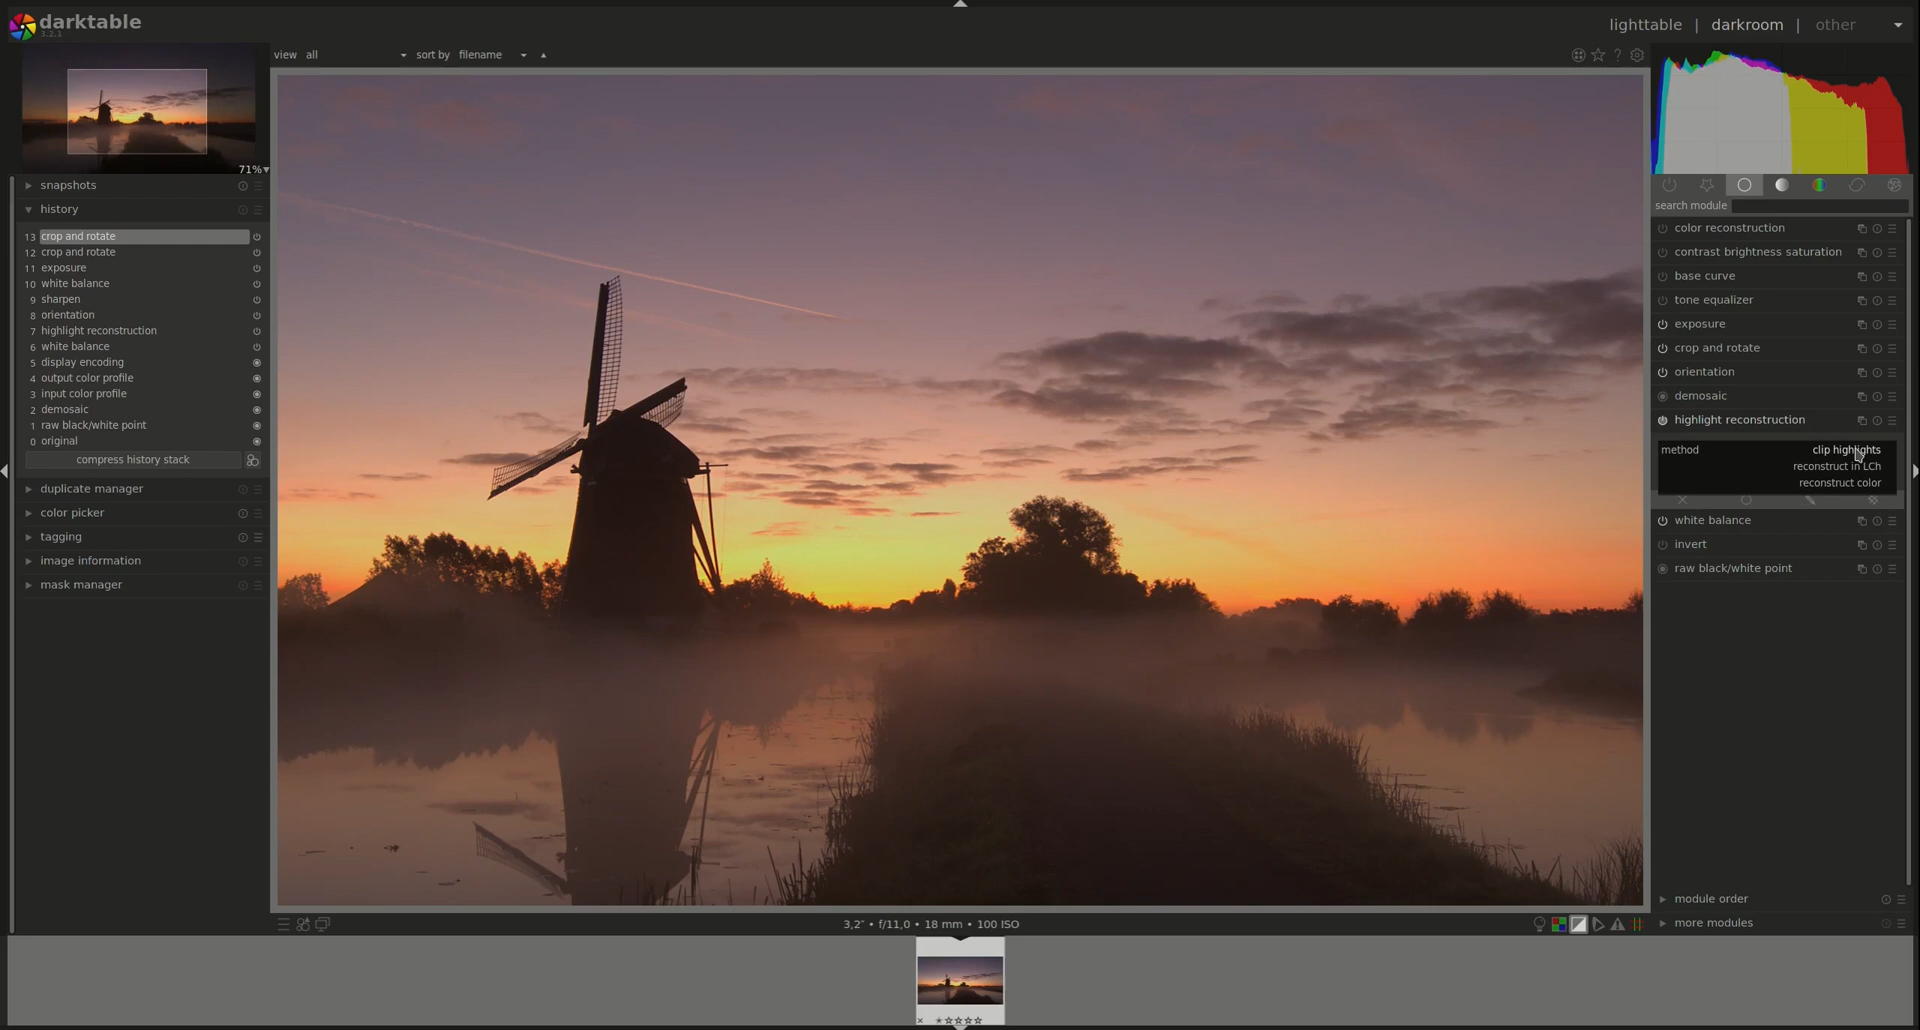 darktable
3.2.1
lighttable | darkroom | other
view all sort by filename
71%
snapshots
history
13 crop and rotate
12 crop and rotate
11 exposure
10 white balance
9 sharpen
8 orientation
7 highlight reconstruction
6 white balance
5 display encoding
4 output color profile
3 input color profile
2 demosaic
1 raw black/white point
0 original
compress history stack
duplicate manager
color picker
tagging
image information
mask manager
search module
color reconstruction
contrast brightness saturation
base curve
tone equalizer
exposure
crop and rotate
orientation
demosaic
highlight reconstruction
method clip highlights
reconstruct in LCh
reconstruct color
white balance
invert
raw black/white point
module order
more modules
3,2" • f/11,0 • 18 mm • 100 ISO